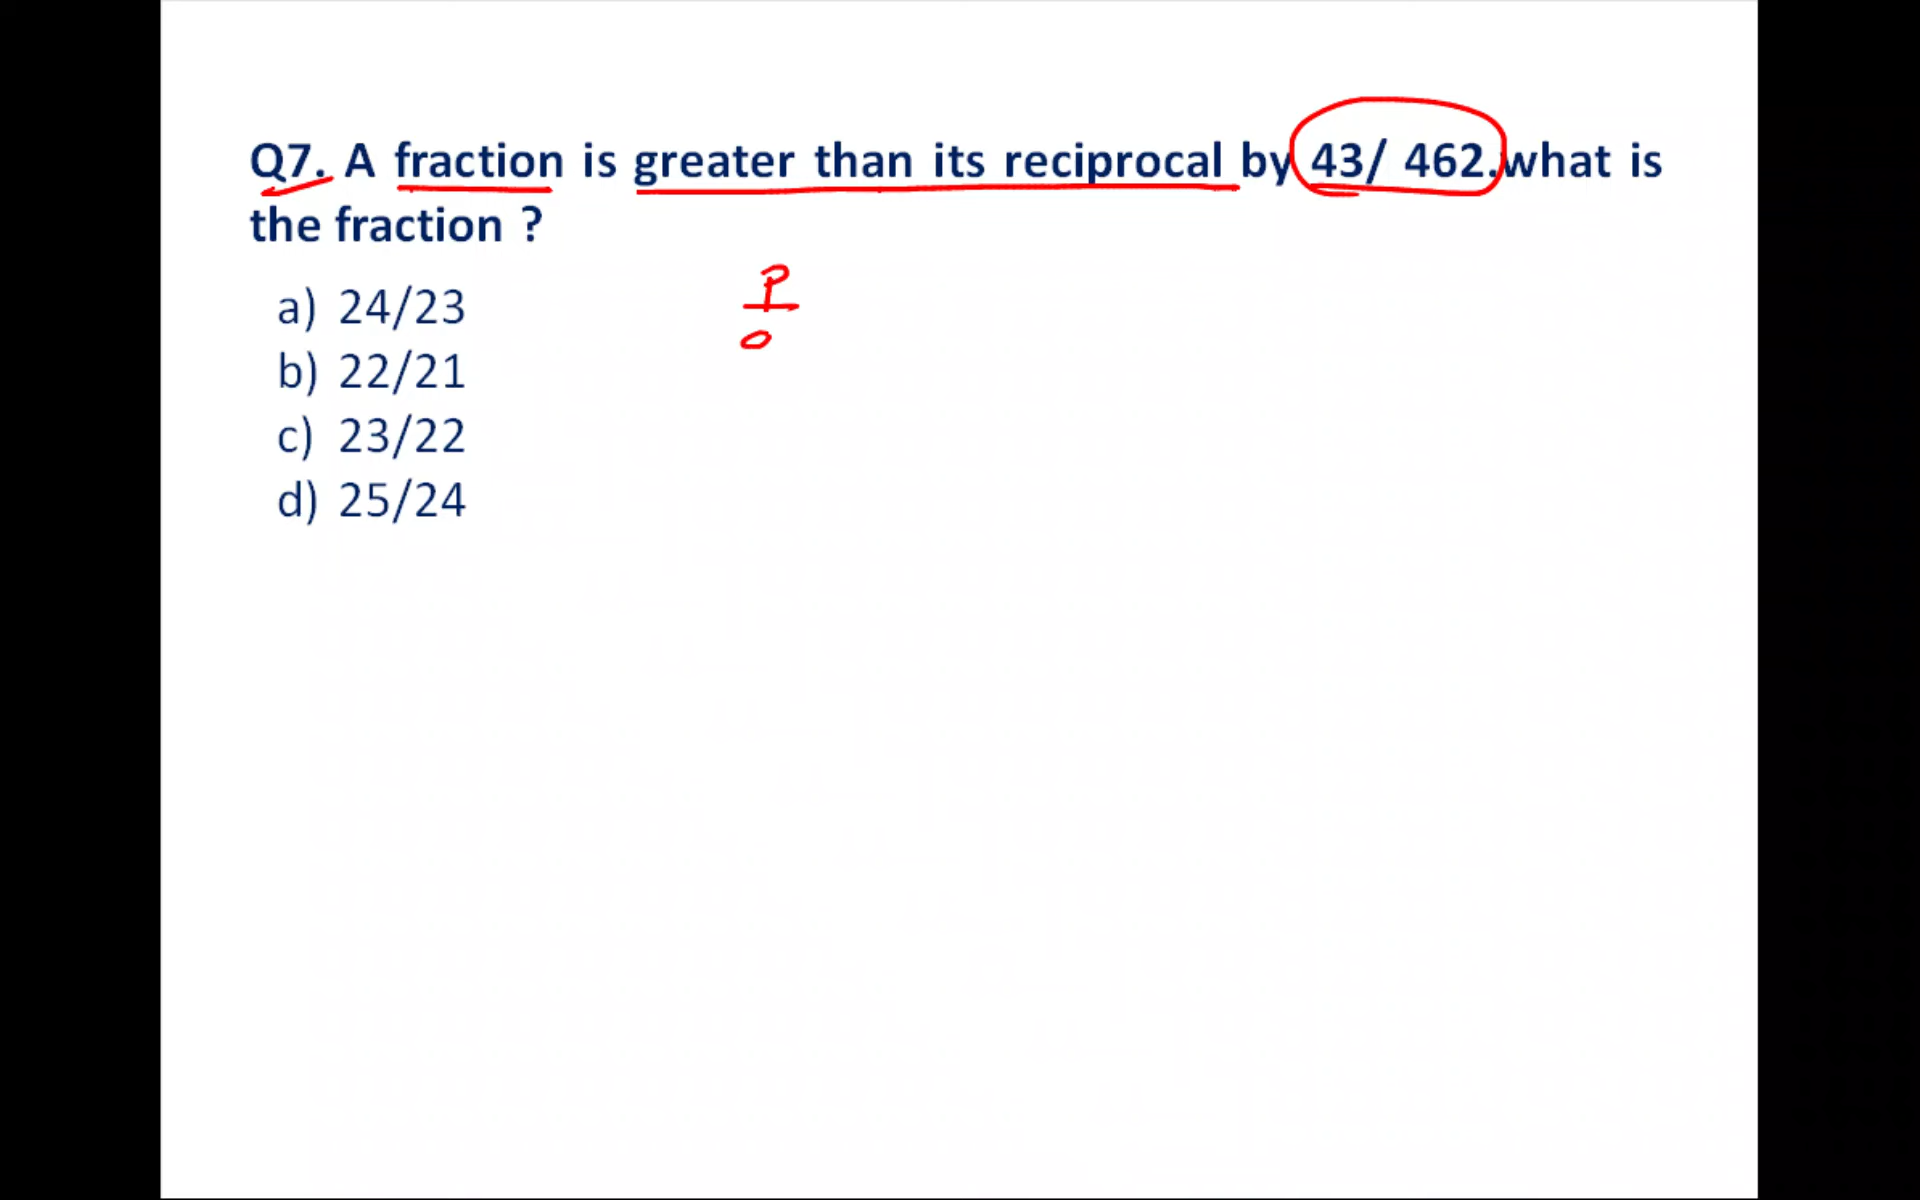 Q7. A fraction is greater than its reciprocal by 43/ 462.what is
the fraction ?
P
a) 24/23
b) 22/21
c) 23/22
d) 25/24